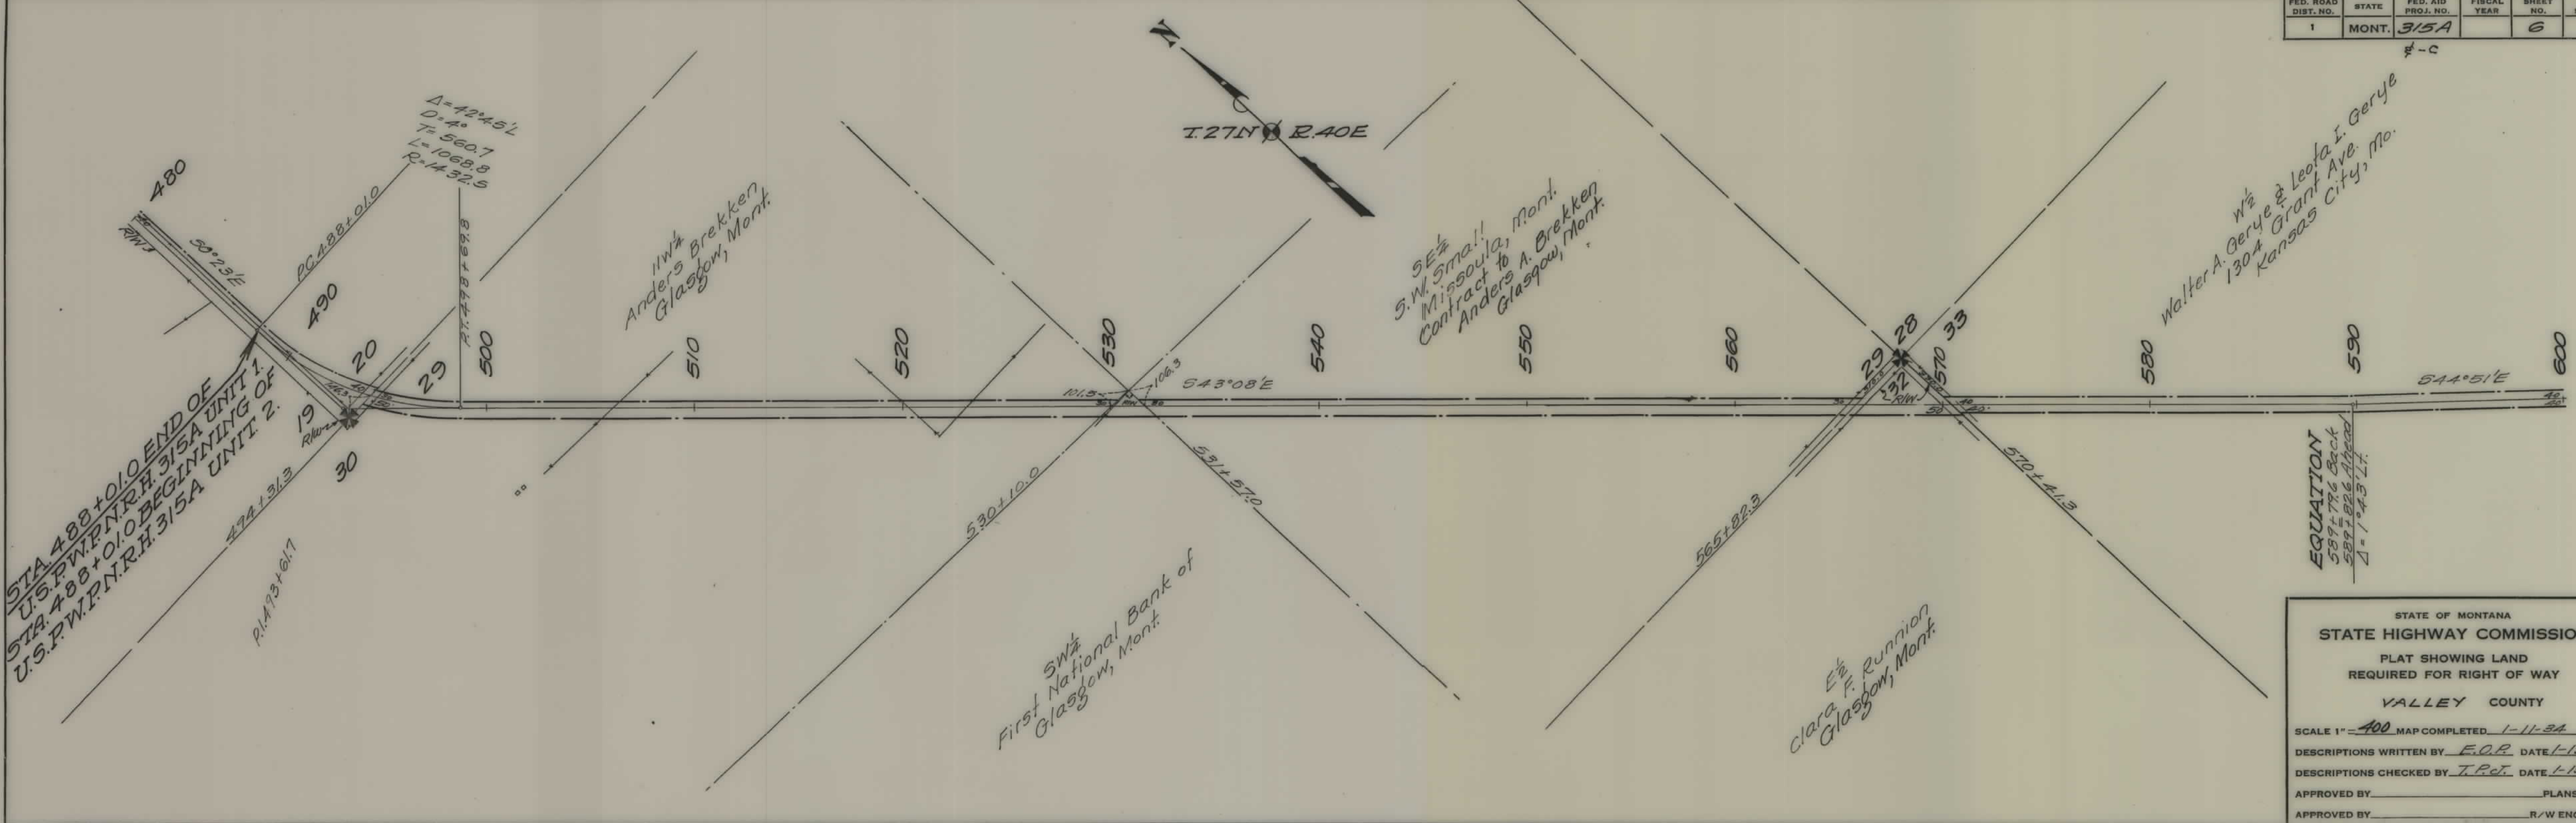 FED. ROAD DIST. NO. STATE FED. AID PROJ. NO. FISCAL YEAR SHEET NO.
1 MONT. 315A 6
& -C
T.27N R.40E
Δ=42°45'L
D=4°
T=560.7
L=1068.8
R=1432.5
480
R/W
S0°23'E
P.C.488+01.0
490
P.T.498+69.8
500
510
520
530
540
550
560
570
580
590
600
19
20
29
30
R/W
NW¼
Anders Brekken
Glasgow, Mont.
SE¼
S.W. Small
Missoula, Mont.
Contract to
Anders A. Brekken
Glasgow, Mont.
W½
Walter A. Gerye & Leota I. Gerye
1304 Grant Ave.
Kansas City, Mo.
101.5
106.3
S43°08'E
28
29
32
33
R/W
S44°51'E
STA. 488+01.0 END OF
U.S.P.W.P.N.R.H. 315A UNIT 1.
STA. 488+01.0 BEGINNING OF
U.S.P.W.P.N.R.H. 315A UNIT 2.
494+31.3
P.I.493+61.7
530+10.0
531+57.0
565+82.3
570+41.3
SW¼
First National Bank of
Glasgow, Mont.
E½
Clara F. Runnion
Glasgow, Mont.
EQUATION
589+79.6 Back
589+82.6 Ahead
Δ=1°43' Lt.
STATE OF MONTANA
STATE HIGHWAY COMMISSIO
PLAT SHOWING LAND
REQUIRED FOR RIGHT OF WAY
VALLEY COUNTY
SCALE 1"=400 MAP COMPLETED 1-11-34
DESCRIPTIONS WRITTEN BY E.O.P. DATE 1-1
DESCRIPTIONS CHECKED BY T.P.J. DATE 1-1
APPROVED BY PLANS
APPROVED BY R/W EN